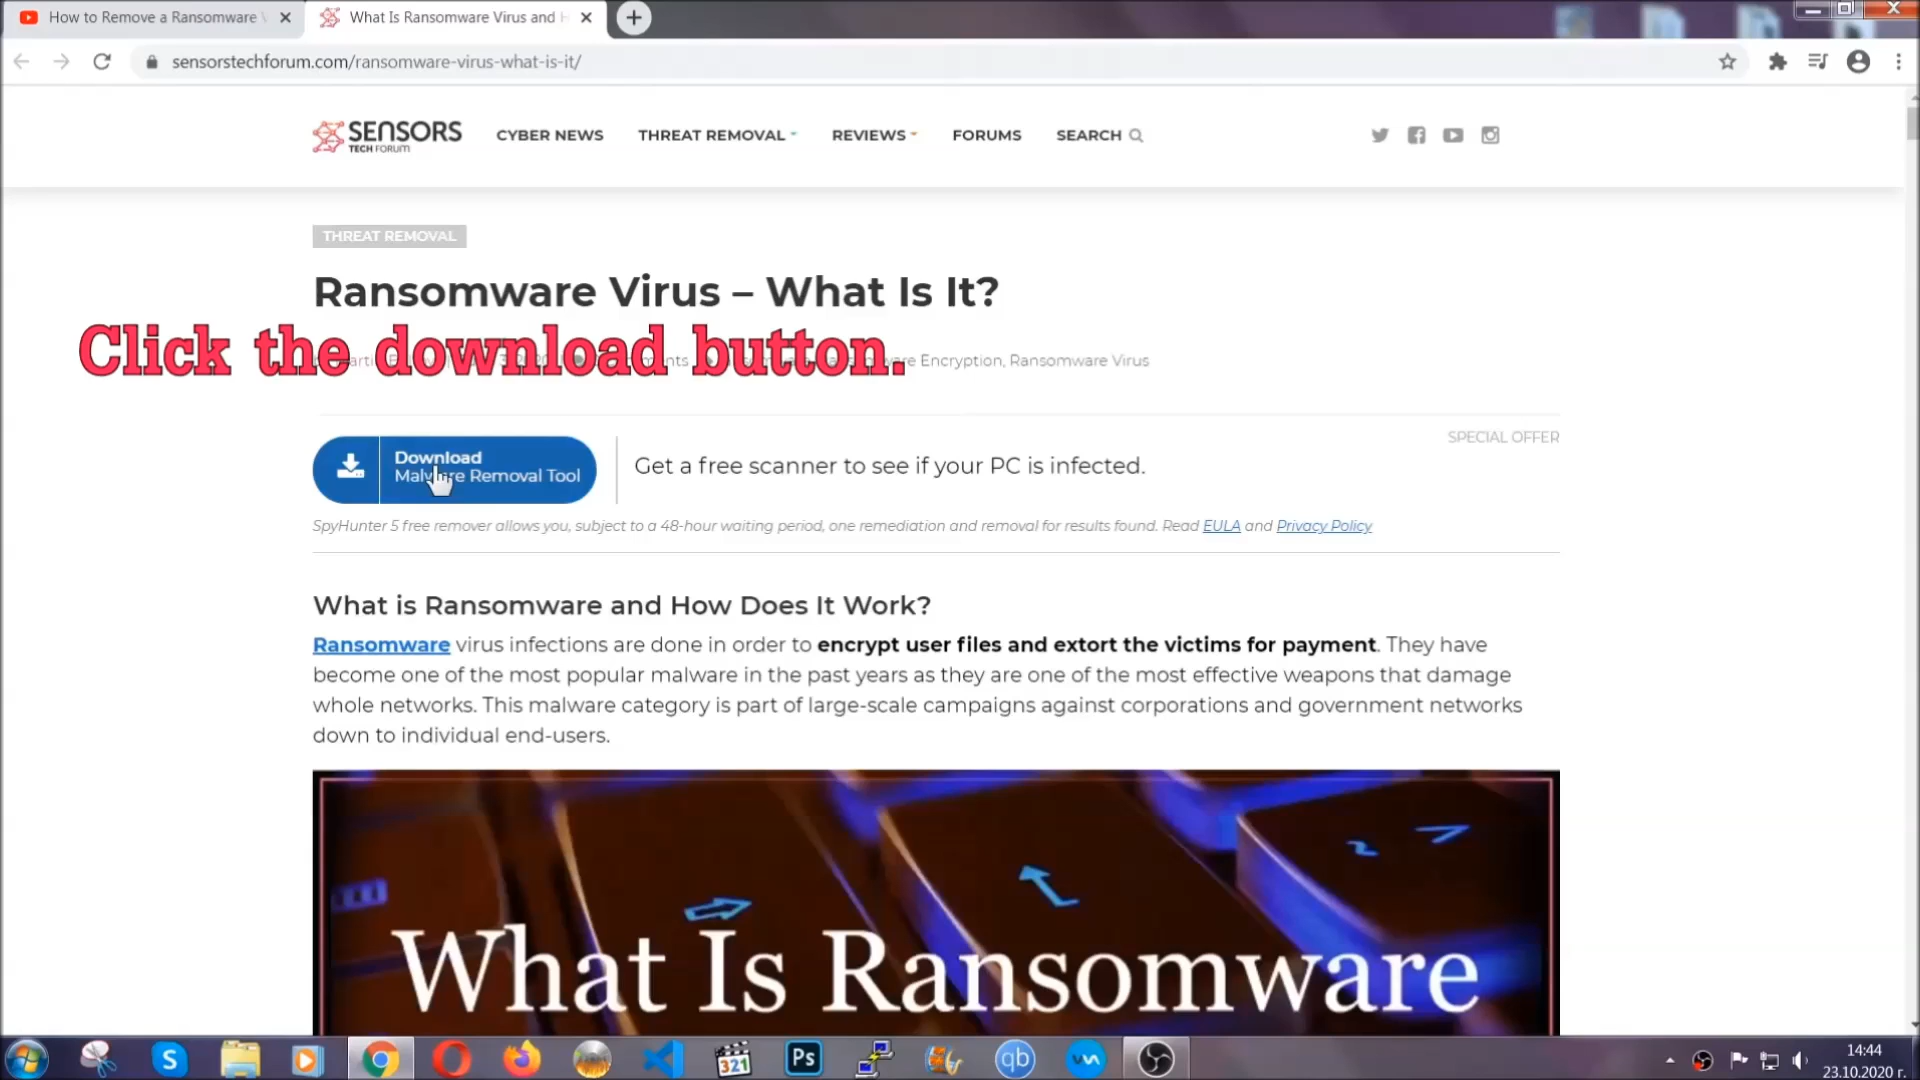 How to Remove a Ransomware
What Is Ransomware Virus and
sensorstechforum.com/ransomware-virus-what-is-it/
SENSORS
TECH FORUM
CYBER NEWS
THREAT REMOVAL
REVIEWS
FORUMS
SEARCH
THREAT REMOVAL
Ransomware Virus – What Is It?
Click the download button.
Encryption, Ransomware Virus
SPECIAL OFFER
Download
Malware Removal Tool
Get a free scanner to see if your PC is infected.
SpyHunter 5 free remover allows you, subject to a 48-hour waiting period, one remediation and removal for results found. Read EULA and Privacy Policy
What is Ransomware and How Does It Work?
Ransomware virus infections are done in order to encrypt user files and extort the victims for payment. They have
become one of the most popular malware in the past years as they are one of the most effective weapons that damage
whole networks. This malware category is part of large-scale campaigns against corporations and government networks
down to individual end-users.
What Is Ransomware
S
321
Ps
qb
14:44
23.10.2020 г.